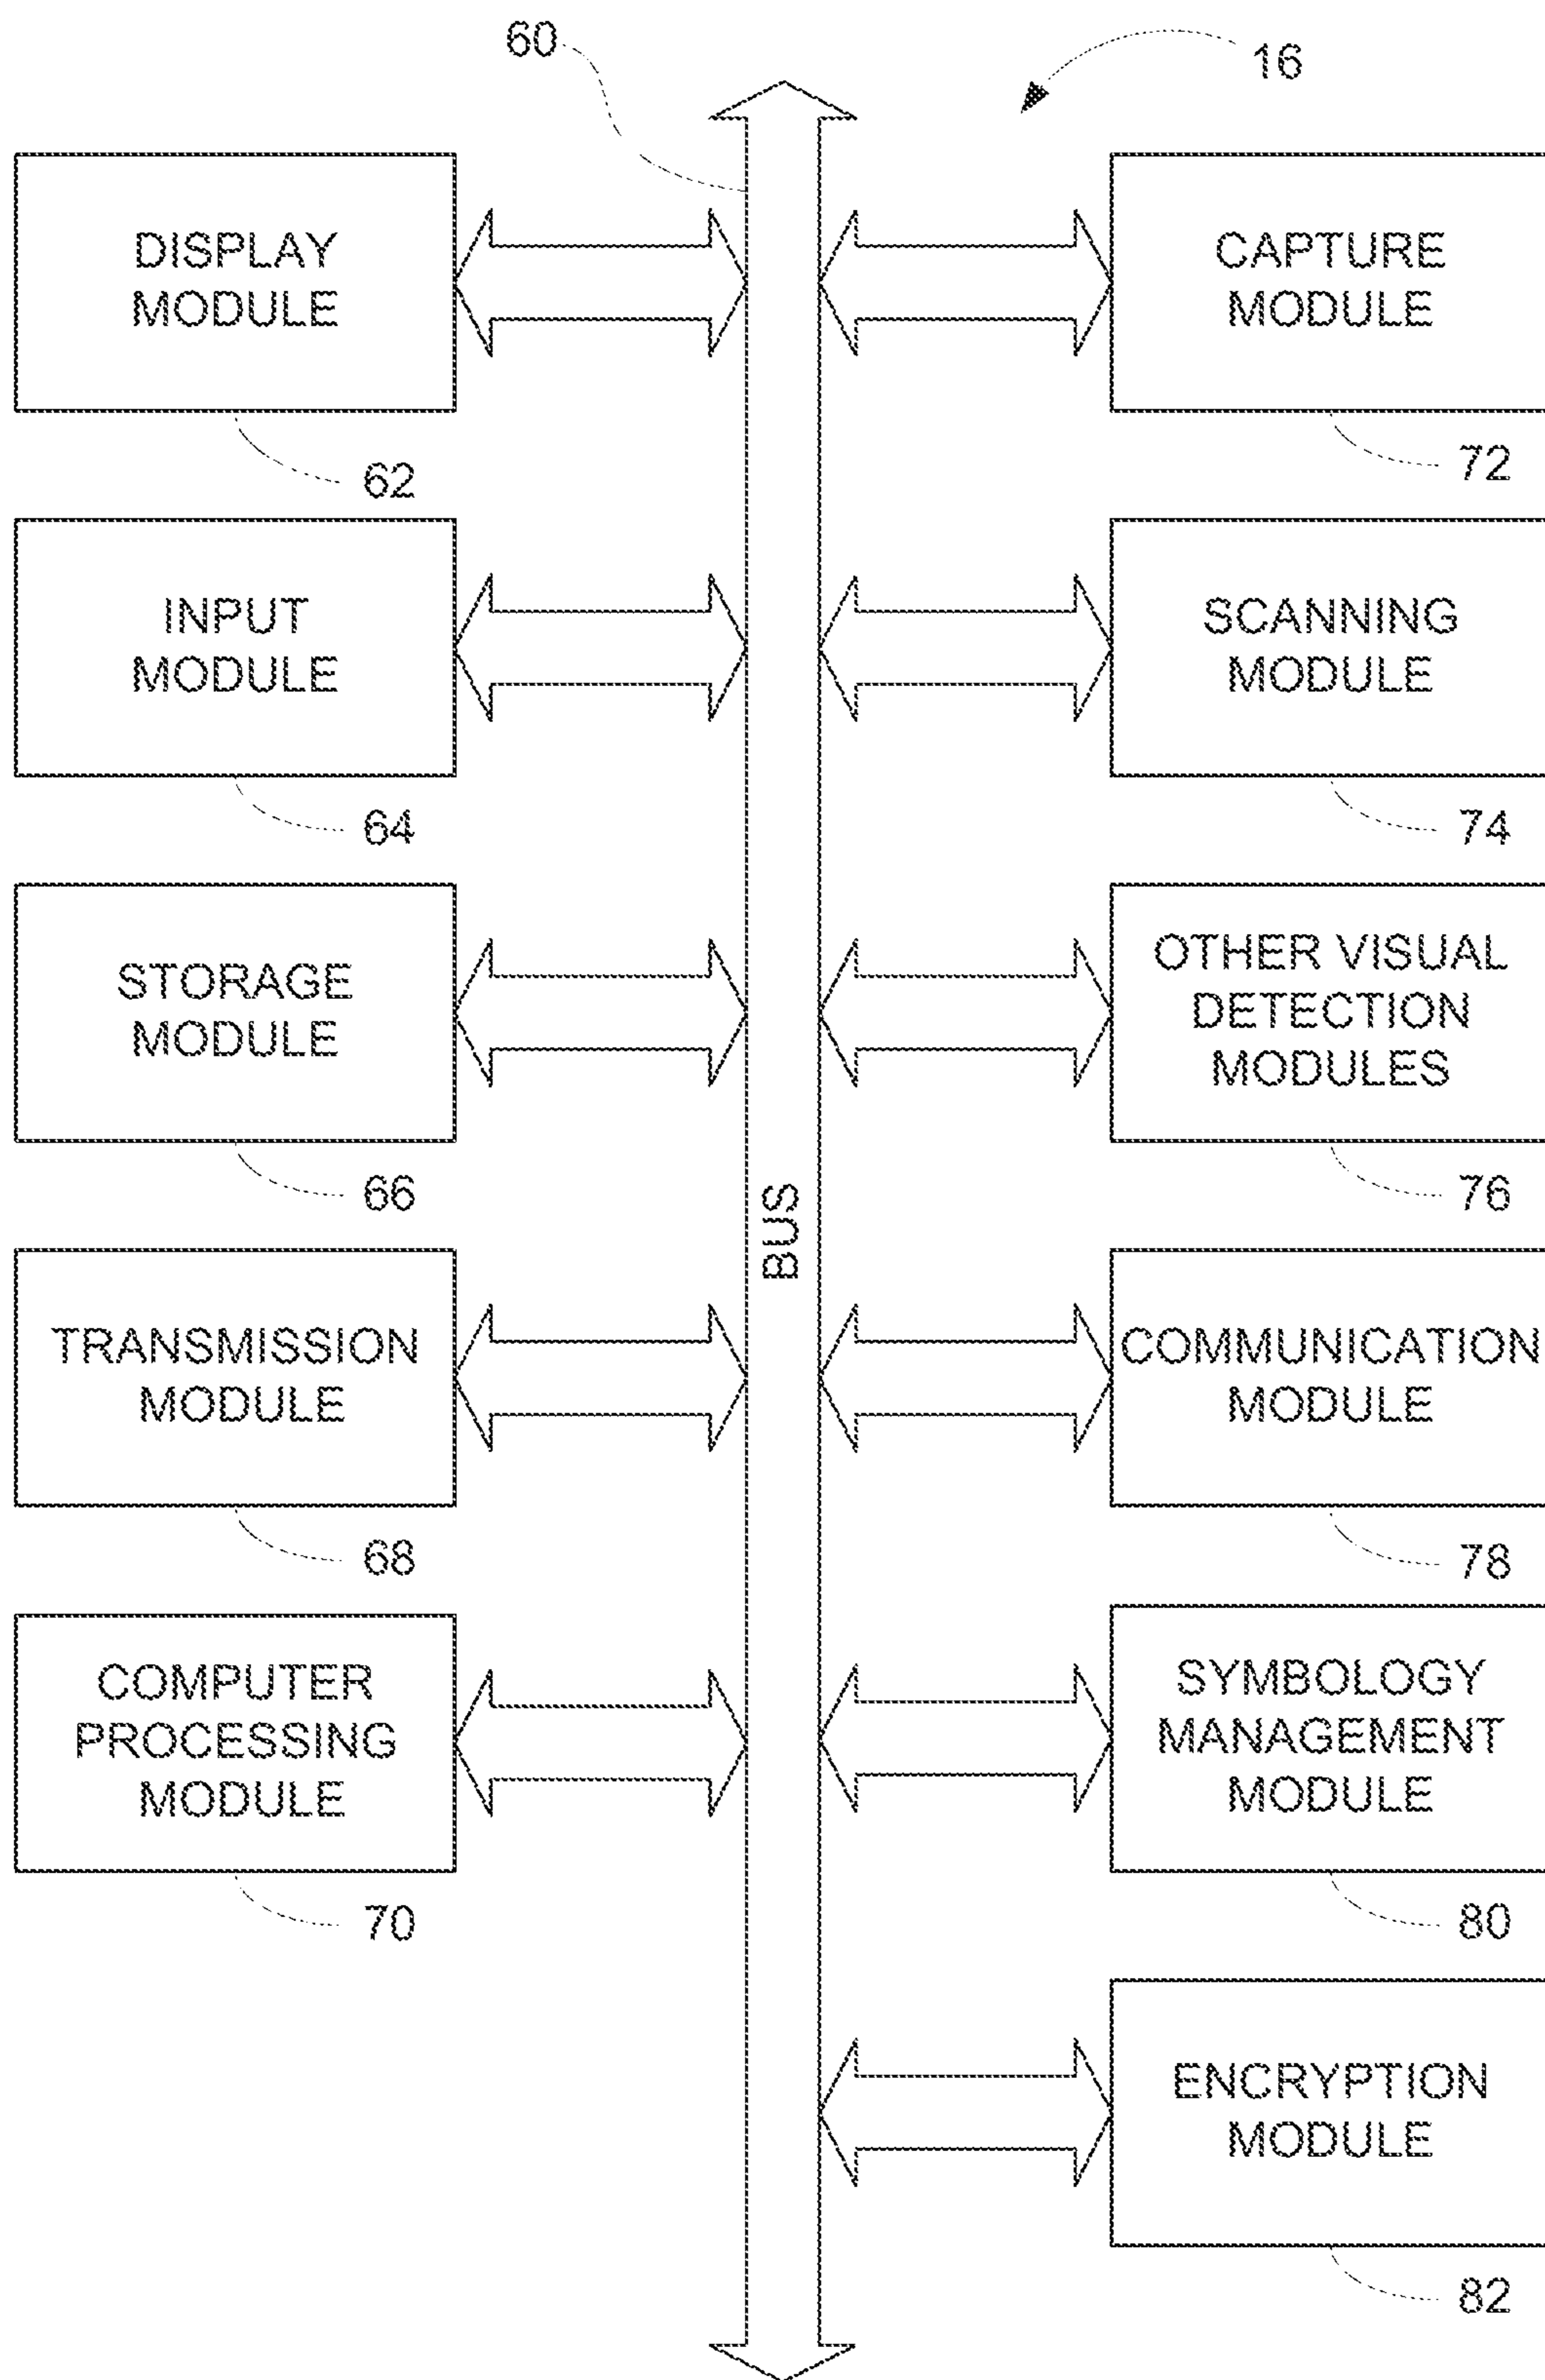 60
16
DISPLAY
MODULE
62
CAPTURE
MODULE
72
INPUT
MODULE
64
SCANNING
MODULE
74
STORAGE
MODULE
66
OTHER VISUAL
DETECTION
MODULES
76
BUS
TRANSMISSION
MODULE
68
COMMUNICATION
MODULE
78
COMPUTER
PROCESSING
MODULE
70
SYMBOLOGY
MANAGEMENT
MODULE
80
ENCRYPTION
MODULE
82